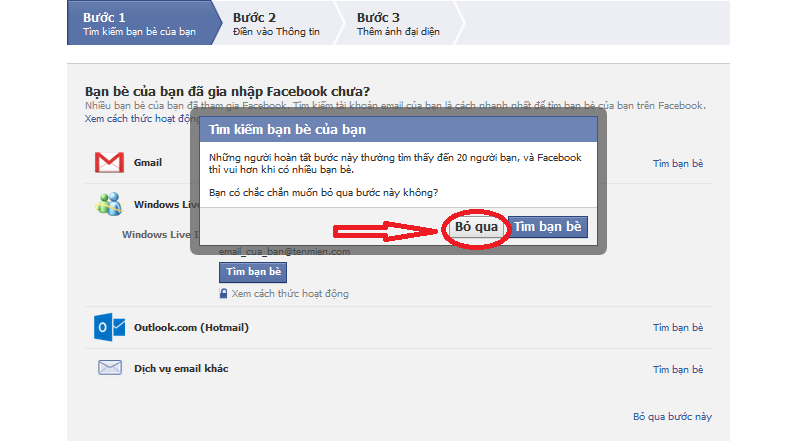 Bước 1
Tìm kiếm bạn bè của bạn
Bước 2
Điền vào Thông tin
Bước 3
Thêm ảnh đại diện
Bạn bè của bạn đã gia nhập Facebook chưa?
Nhiều bạn bè của bạn đã tham gia Facebook. Tìm kiếm tài khoản email của bạn là cách nhanh nhất để tìm bạn bè của bạn trên Facebook.
Xem cách thức hoạt động
Tìm kiếm bạn bè của bạn
Những người hoàn tất bước này thường tìm thấy đến 20 người bạn, và Facebook
thì vui hơn khi có nhiều bạn bè.
Bạn có chắc chắn muốn bỏ qua bước này không?
Bỏ qua
Tìm bạn bè
Gmail
Tìm bạn bè
Windows Live
Windows Live I
email_cua_ban@tenmien.com
Tìm bạn bè
Xem cách thức hoạt động
Outlook.com (Hotmail)
Tìm bạn bè
Dịch vụ email khác
Tìm bạn bè
Bỏ qua bước này